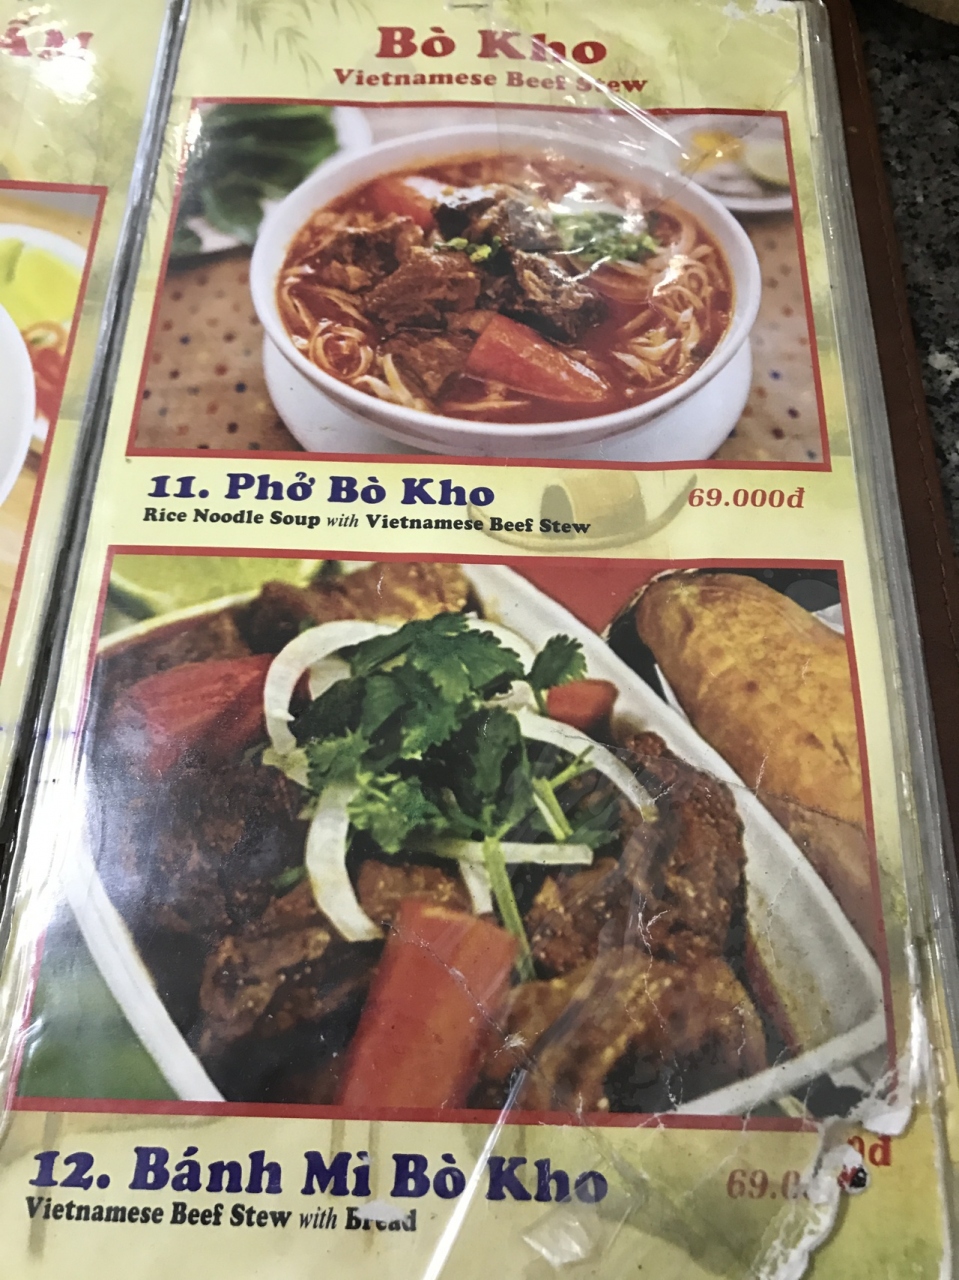 Bò Kho
Vietnamese Beef Stew
11. Phở Bò Kho
69.000đ
Rice Noodle Soup with Vietnamese Beef Stew
12. Bánh Mì Bò Kho
Vietnamese Beef Stew with Bread